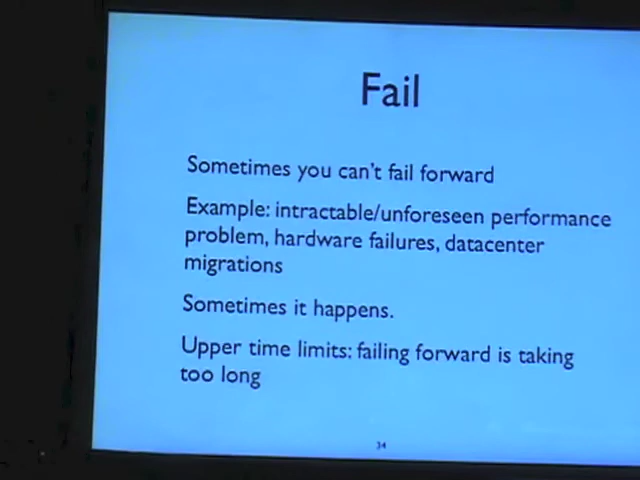 Fail
Sometimes you can't fail forward
Example: intractable/unforeseen performance
problem, hardware failures, datacenter
migrations
Sometimes it happens.
Upper time limits: failing forward is taking
too long
34